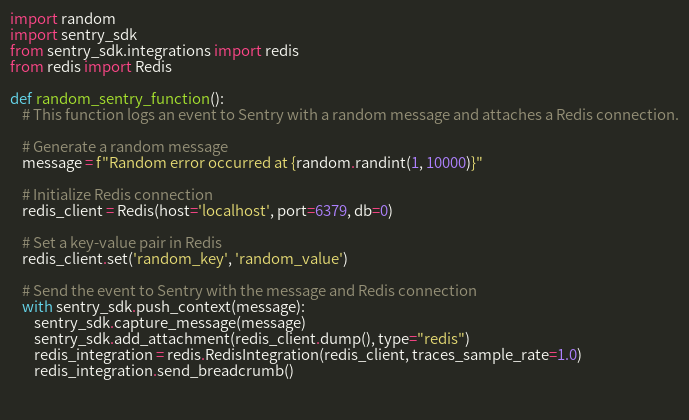 import random
import sentry_sdk
from sentry_sdk.integrations import redis
from redis import Redis

def random_sentry_function():
    # This function logs an event to Sentry with a random message and attaches a Redis connection.

    # Generate a random message
    message = f"Random error occurred at {random.randint(1, 10000)}"

    # Initialize Redis connection
    redis_client = Redis(host='localhost', port=6379, db=0)

    # Set a key-value pair in Redis
    redis_client.set('random_key', 'random_value')

    # Send the event to Sentry with the message and Redis connection
    with sentry_sdk.push_context(message):
        sentry_sdk.capture_message(message)
        sentry_sdk.add_attachment(redis_client.dump(), type="redis")
        redis_integration = redis.RedisIntegration(redis_client, traces_sample_rate=1.0)
        redis_integration.send_breadcrumb()